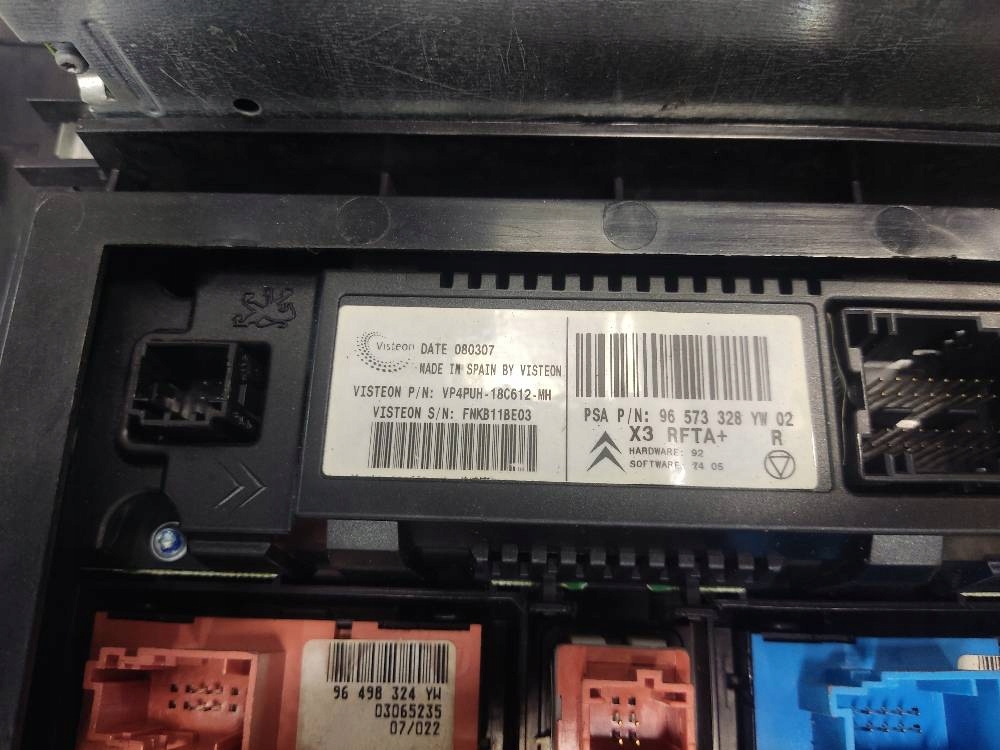 Visteon DATE 080307
MADE IN SPAIN BY VISTEON
VISTEON P/N: VP4PUH-18C612-MH
VISTEON S/N: FNKB11BE03
PSA P/N: 96 573 328 YW 02
X3 RFTA+ R
HARDWARE: 92
SOFTWARE: 74 05
96 498 324 YW
03065235
07/022